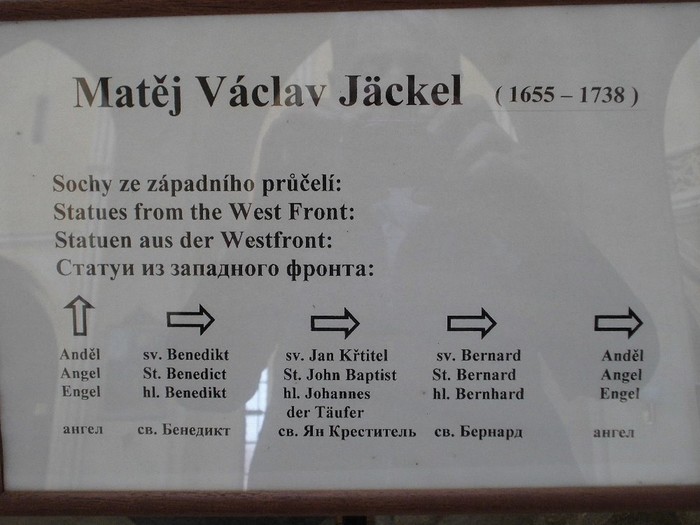 Matěj Václav Jäckel ( 1655 – 1738 )
Sochy ze západního průčelí:
Statues from the West Front:
Statuen aus der Westfront:
Статуи из западного фронта:
Anděl sv. Benedikt sv. Jan Křtitel sv. Bernard Anděl
Angel St. Benedict St. John Baptist St. Bernard Angel
Engel hl. Benedikt hl. Johannes hl. Bernhard Engel
der Täufer
ангел св. Бенедикт св. Ян Креститель св. Бернард ангел